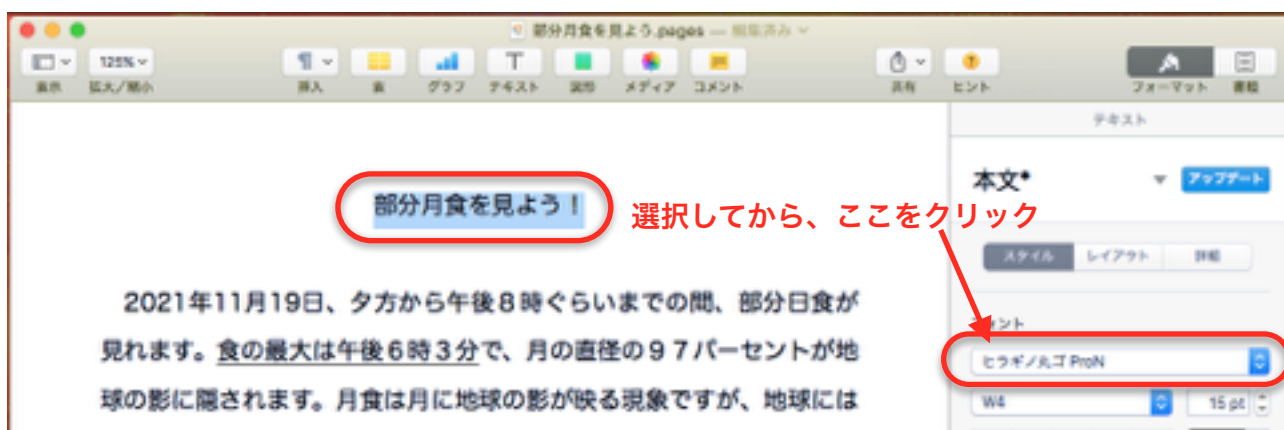 部分月食を見よう.pages — 編集済み
125%
表示 拡大/縮小 挿入 表 グラフ テキスト 図形 メディア コメント 共有 ヒント フォーマット 書類
テキスト
本文*
アップデート
部分月食を見よう！
選択してから、ここをクリック
スタイル レイアウト 詳細
2021年11月19日、夕方から午後８時ぐらいまでの間、部分日食が
見れます。食の最大は午後６時３分で、月の直径の９７パーセントが地
球の影に隠されます。月食は月に地球の影が映る現象ですが、地球には
フォント
ヒラギノ丸ゴ ProN
W4
15 pt